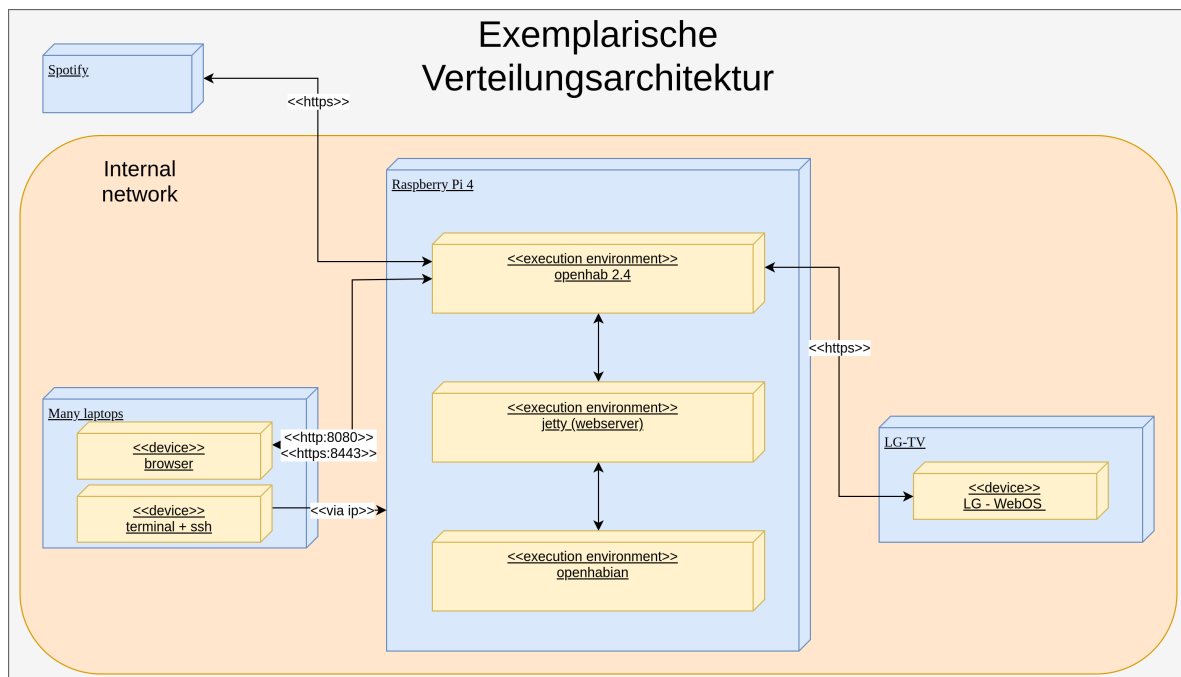 Exemplarische
Verteilungsarchitektur
Spotify
<<https>>
Internal
network
Raspberry Pi 4
<<execution environment>>
openhab 2.4
<<https>>
<<execution environment>>
jetty (webserver)
Many laptops
<<device>>
browser
<<http:8080>>
<<https:8443>>
<<device>>
terminal + ssh
<<via ip>>
LG-TV
<<device>>
LG - WebOS
<<execution environment>>
openhabian